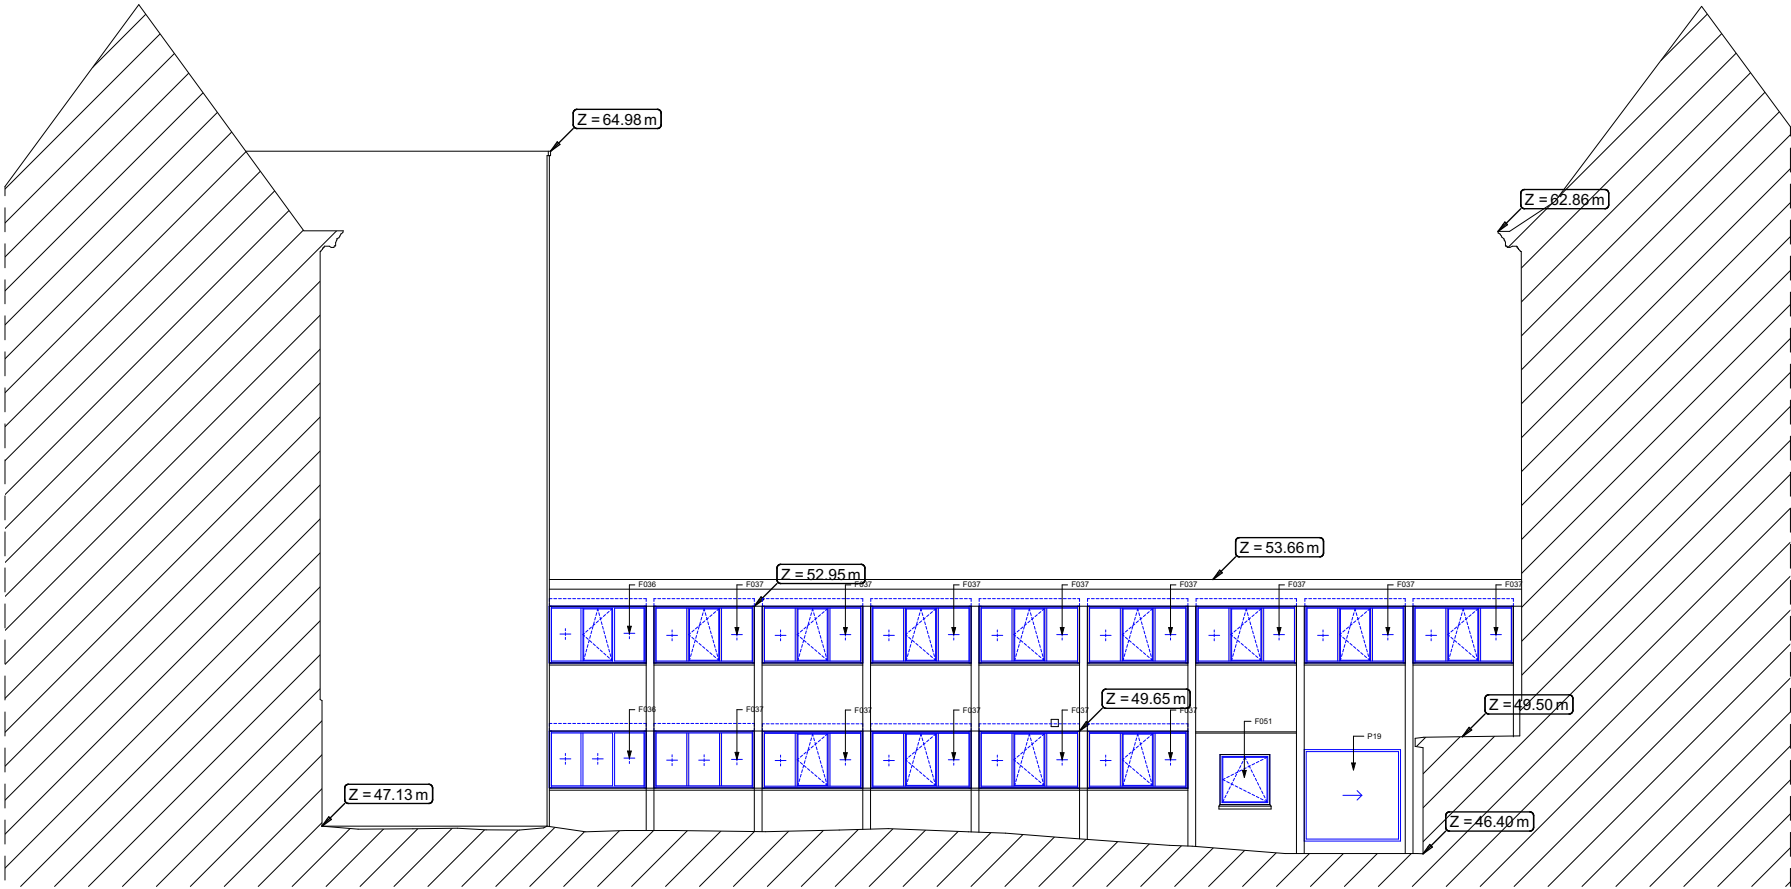 Z = 64.98 m
Z = 62.86 m
Z = 53.66 m
Z = 52.95 m
F036
F037
F037
F037
F037
F037
F037
F037
F037
Z = 49.65 m
Z = 49.50 m
F036
F037
F037
F037
F037
F037
F051
P19
Z = 47.13 m
Z = 46.40 m